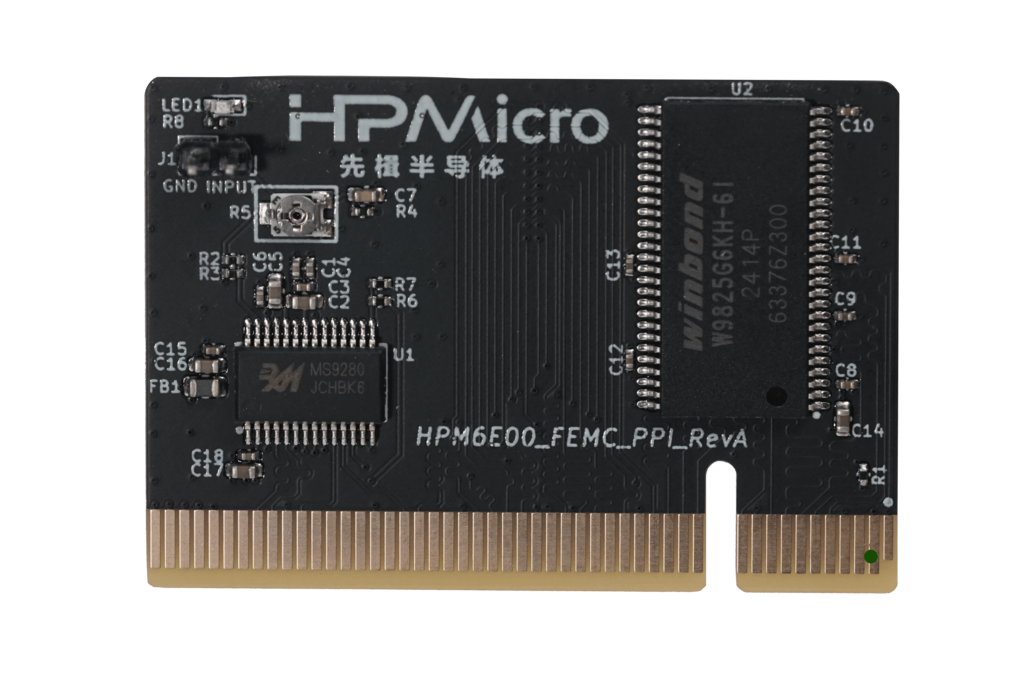 U2
LED1
R8
HPMicro
C10
J1
先楫半导体
GND INPUT
C7
R5
R4
winbond
W9825G6KH-6I
2414P
63376Z300
C11
R2
R3
C6
C5
C1
C4
C13
C3
C2
R7
R6
C9
C15
C16
U1
C12
FB1
MS9280
JCHBK6
C8
C14
HPM6E00_FEMC_PPI_RevA
C18
C17
R1